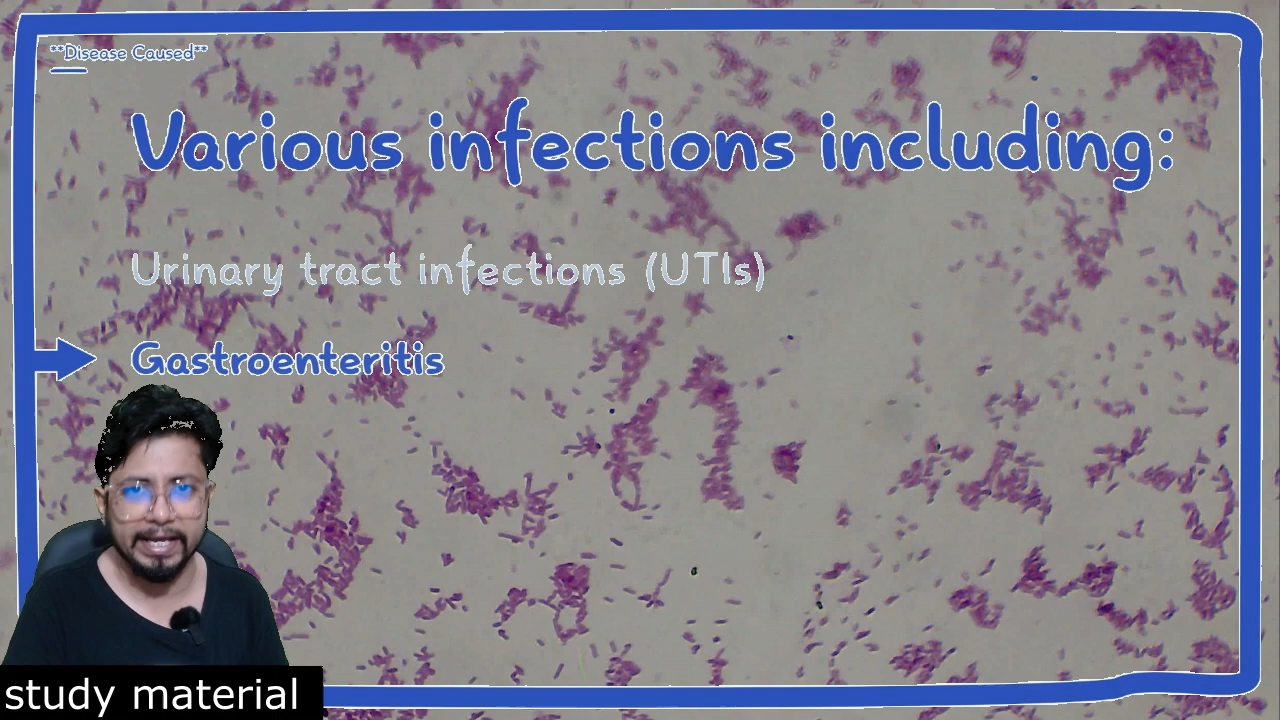 **Disease Caused**
Various infections including:
Urinary tract infections (UTIs)
Gastroenteritis
study material